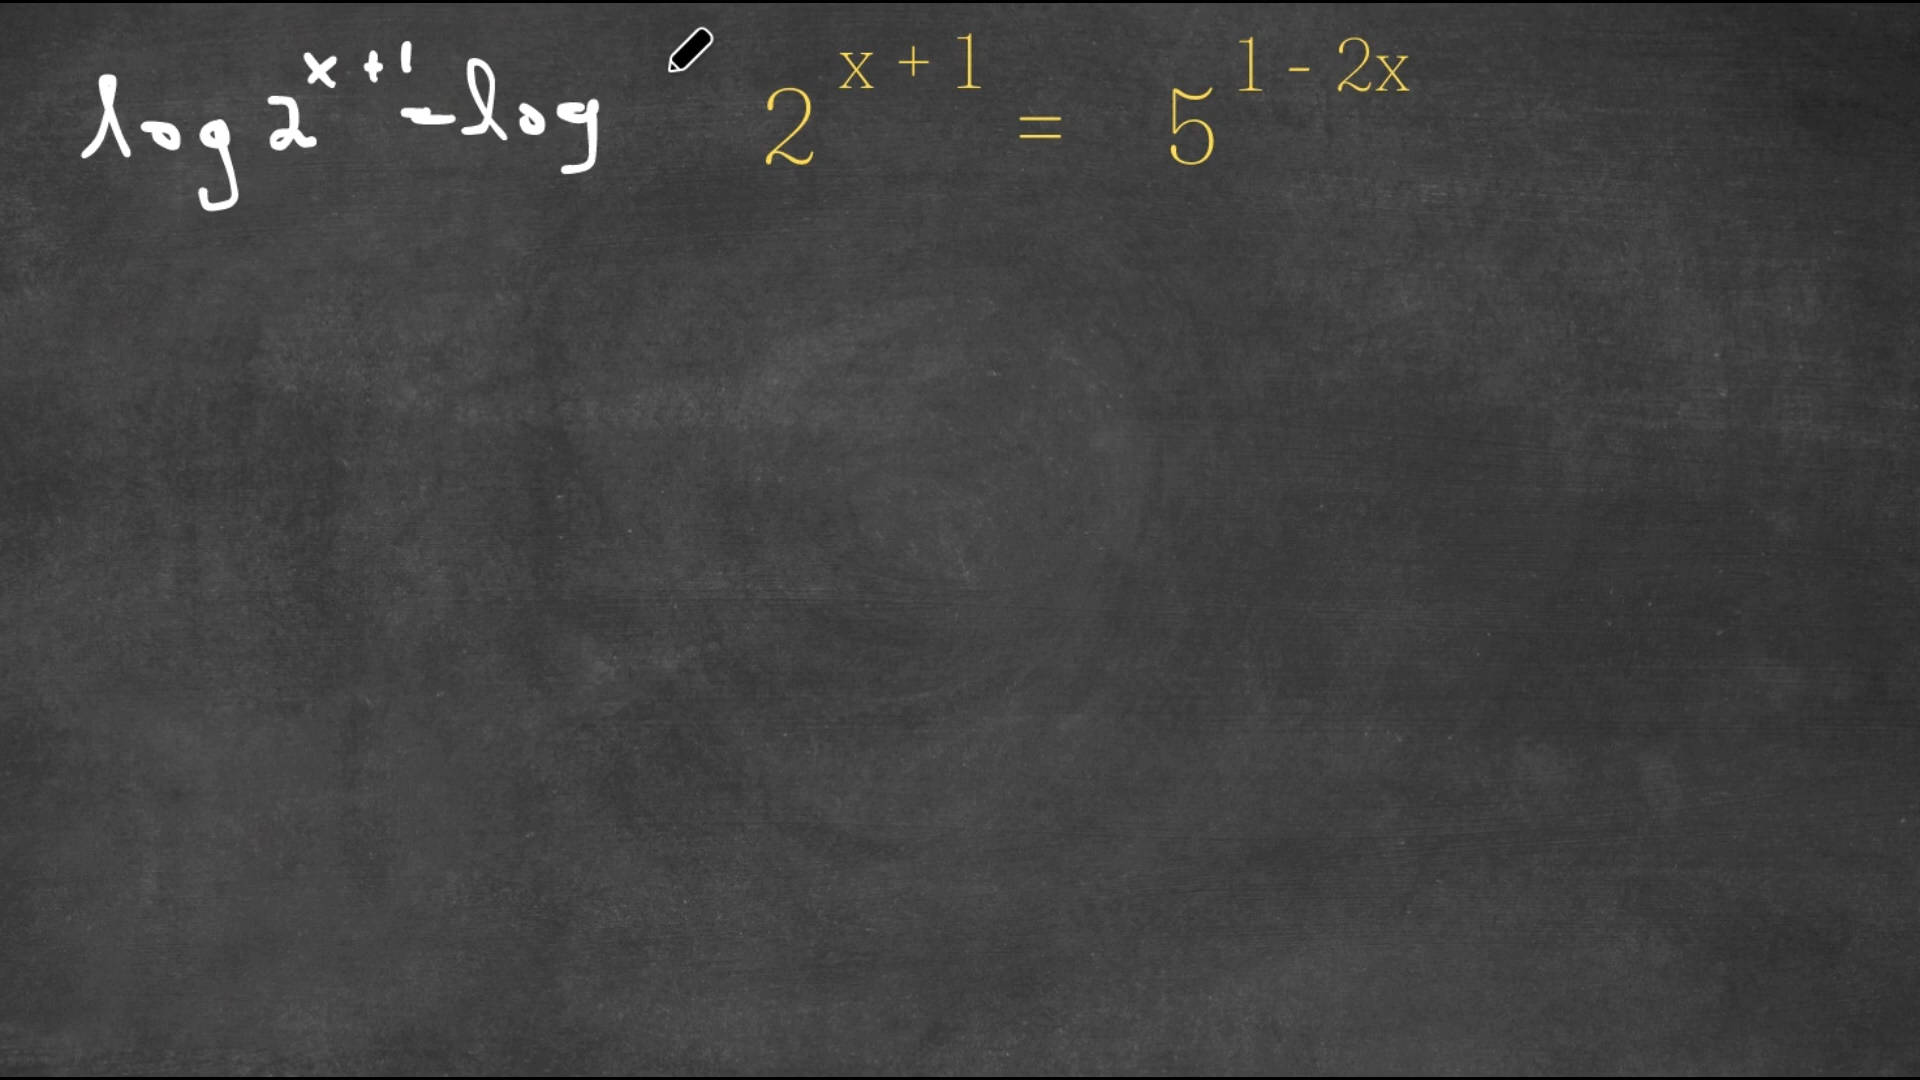 log 2^{x+1} = log 2^{x + 1} = 5^{1 - 2x}